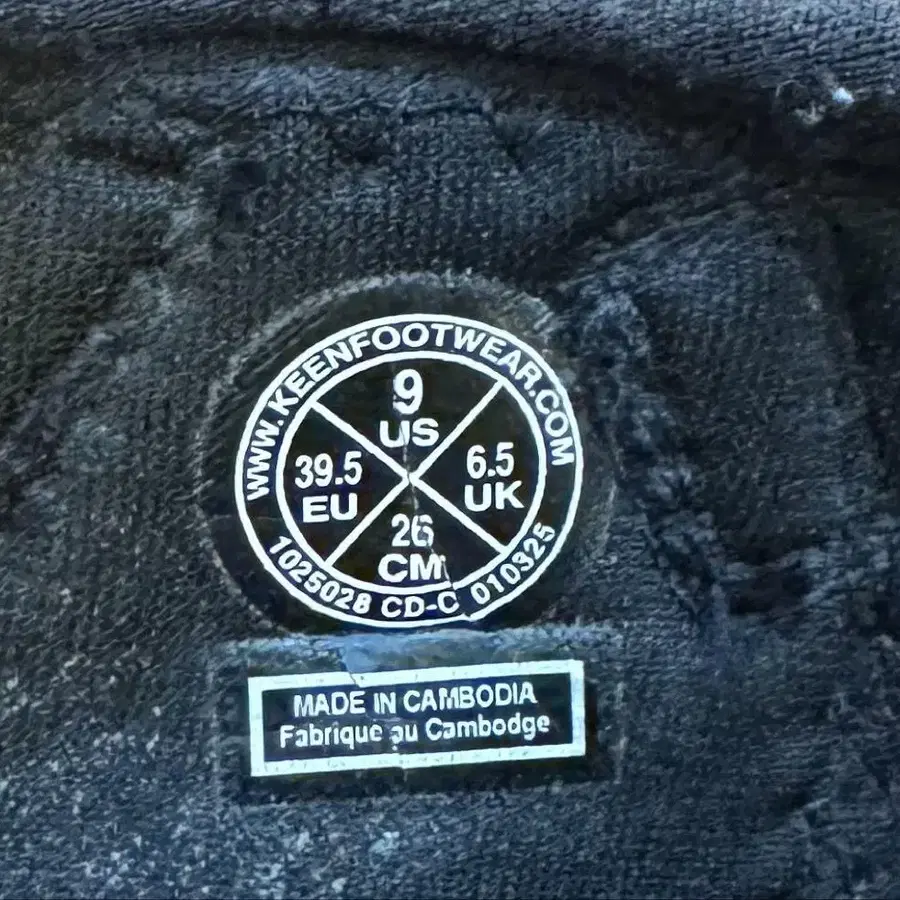 WWW.KEENFOOTWEAR.COM
9
US
39.5
EU
6.5
UK
26
CM
1025028 CD-C 010325
MADE IN CAMBODIA
Fabrique au Cambodge